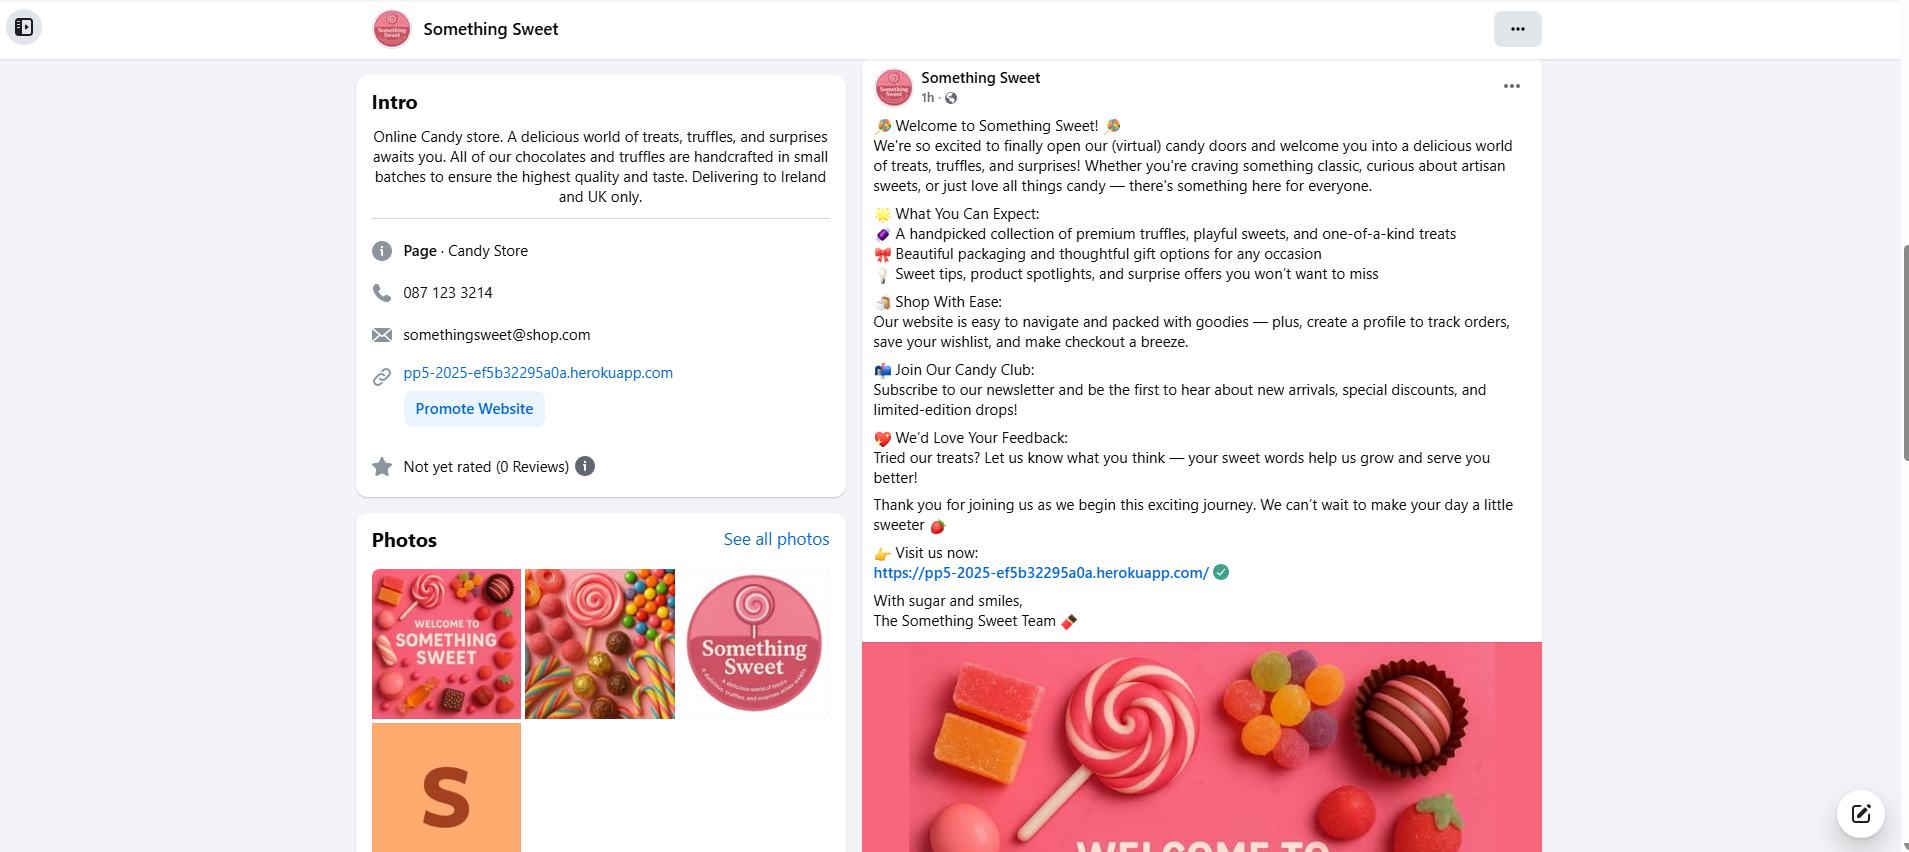 Something Sweet
Intro
Online Candy store. A delicious world of treats, truffles, and surprises
awaits you. All of our chocolates and truffles are handcrafted in small
batches to ensure the highest quality and taste. Delivering to Ireland
and UK only.
Page · Candy Store
087 123 3214
somethingsweet@shop.com
pp5-2025-ef5b32295a0a.herokuapp.com
Promote Website
Not yet rated (0 Reviews)
Photos
See all photos
WELCOME TO
SOMETHING
SWEET
Something
Sweet
A delicious world of treats,
S
Something Sweet
1h ·
🍭 Welcome to Something Sweet! 🍭
We're so excited to finally open our (virtual) candy doors and welcome you into a delicious world
of treats, truffles, and surprises! Whether you're craving something classic, curious about artisan
sweets, or just love all things candy — there's something here for everyone.
🌟 What You Can Expect:
🍫 A handpicked collection of premium truffles, playful sweets, and one-of-a-kind treats
🎀 Beautiful packaging and thoughtful gift options for any occasion
💡 Sweet tips, product spotlights, and surprise offers you won’t want to miss
🛍️ Shop With Ease:
Our website is easy to navigate and packed with goodies — plus, create a profile to track orders,
save your wishlist, and make checkout a breeze.
📬 Join Our Candy Club:
Subscribe to our newsletter and be the first to hear about new arrivals, special discounts, and
limited-edition drops!
💖 We’d Love Your Feedback:
Tried our treats? Let us know what you think — your sweet words help us grow and serve you
better!
Thank you for joining us as we begin this exciting journey. We can’t wait to make your day a little
sweeter 🍓
👉 Visit us now:
https://pp5-2025-ef5b32295a0a.herokuapp.com/
With sugar and smiles,
The Something Sweet Team 🍫
WELCOME TO